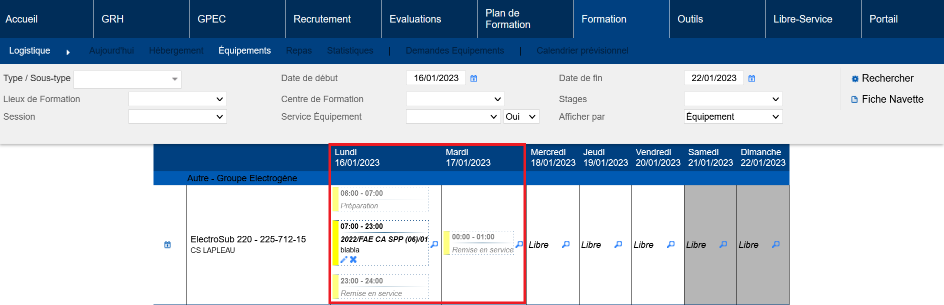 Accueil GRH GPEC Recrutement Evaluations Plan de Formation Formation Outils Libre-Service Portail
Logistique Aujourd'hui Hébergement Équipements Repas Statistiques | Demandes Equipements | Calendrier prévisionnel
Type / Sous-type Date de début 16/01/2023 Date de fin 22/01/2023 Rechercher
Lieux de Formation Centre de Formation Stages Fiche Navette
Session Service Équipement Oui Afficher par Équipement
Lundi 16/01/2023 Mardi 17/01/2023 Mercredi 18/01/2023 Jeudi 19/01/2023 Vendredi 20/01/2023 Samedi 21/01/2023 Dimanche 22/01/2023
Autre - Groupe Electrogène
06:00 - 07:00
Préparation
07:00 - 23:00
2022/FAE CA SPP (06)/01
blabla
00:00 - 01:00
Remise en service
ElectroSub 220 - 225-712-15
CS LAPLEAU
Libre Libre Libre Libre Libre
23:00 - 24:00
Remise en service